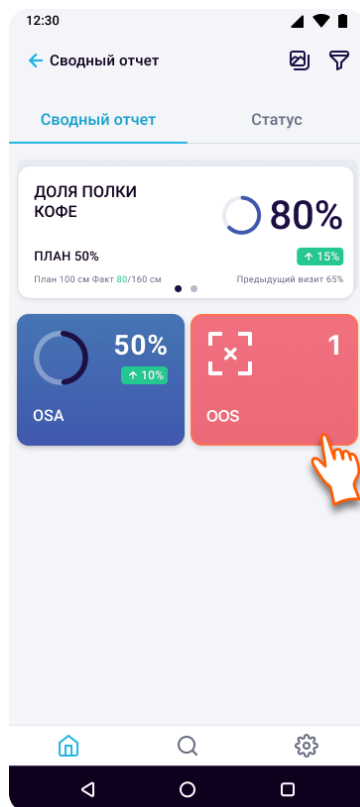 12:30
Сводный отчет
Сводный отчет Статус
ДОЛЯ ПОЛКИ
КОФЕ
80%
ПЛАН 50%
↑ 15%
План 100 см Факт 80/160 см
Предыдущий визит 65%
50%
↑ 10%
OSA
1
OOS